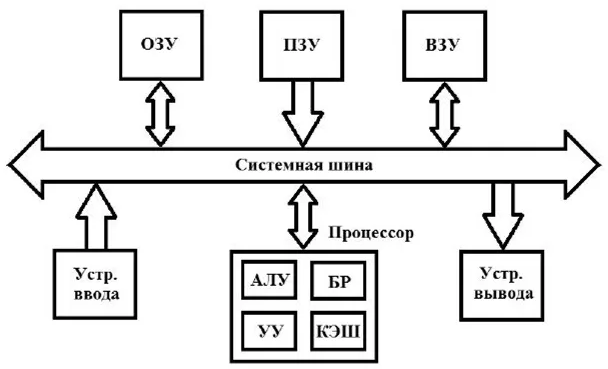 ОЗУ
ПЗУ
ВЗУ
Системная шина
Процессор
Устр.
ввода
АЛУ
БР
УУ
КЭШ
Устр.
вывода